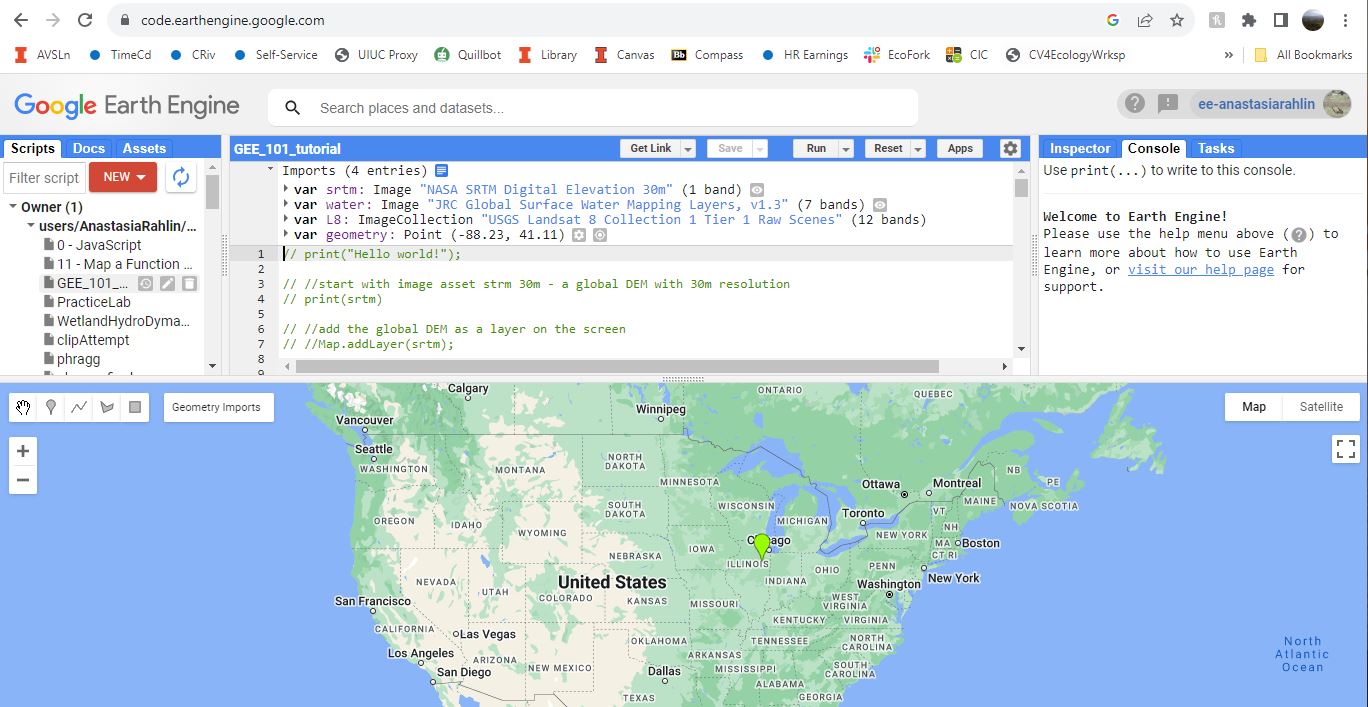 code.earthengine.google.com
AVSLn TimeCd CRiv Self-Service UIUC Proxy Quillbot Library Canvas Bb Compass HR Earnings EcoFork CIC CV4EcologyWrksp » All Bookmarks
Google Earth Engine
Search places and datasets...
ee-anastasiarahlin
Scripts Docs Assets
Filter script
NEW
Owner (1)
users/AnastasiaRahlin/...
0 - JavaScript
11 - Map a Function ...
GEE_101_...
PracticeLab
WetlandHydroDyma...
clipAttempt
phragg
GEE_101_tutorial
Get Link Save Run Reset Apps
Imports (4 entries)
var srtm: Image "NASA SRTM Digital Elevation 30m" (1 band)
var water: Image "JRC Global Surface Water Mapping Layers, v1.3" (7 bands)
var L8: ImageCollection "USGS Landsat 8 Collection 1 Tier 1 Raw Scenes" (12 bands)
var geometry: Point (-88.23, 41.11)
1 // print("Hello world!");
2
3 // //start with image asset strm 30m - a global DEM with 30m resolution
4 // print(srtm)
5
6 // //add the global DEM as a layer on the screen
7 // //Map.addLayer(srtm);
8
9
Inspector Console Tasks
Use print(...) to write to this console.
Welcome to Earth Engine!
Please use the help menu above (?) to
learn more about how to use Earth
Engine, or visit our help page for
support.
Geometry Imports
Map Satellite
+
−
Calgary
ONTARIO
QUEBEC
Winnipeg
Vancouver
Seattle
WASHINGTON
MONTANA
NORTH
DAKOTA
MINNESOTA
Ottawa
Montreal
NB
PE
MAINE
NOVA SCOTIA
OREGON
IDAHO
WYOMING
SOUTH
DAKOTA
WISCONSIN
MICHIGAN
Toronto
VT
NH
NEW YORK
MA
Boston
CT RI
NEBRASKA
IOWA
Chicago
ILLINOIS
INDIANA
OHIO
PENN
New York
Washington
NEVADA
UTAH
COLORADO
United States
KANSAS
MISSOURI
WEST
VIRGINIA
VIRGINIA
KENTUCKY
San Francisco
CALIFORNIA
Las Vegas
Los Angeles
San Diego
ARIZONA
NEW MEXICO
OKLAHOMA
ARKANSAS
TENNESSEE
NORTH
CAROLINA
MISSISSIPPI
SOUTH
CAROLINA
Dallas
TEXAS
ALABAMA
GEORGIA
North
Atlantic
Ocean